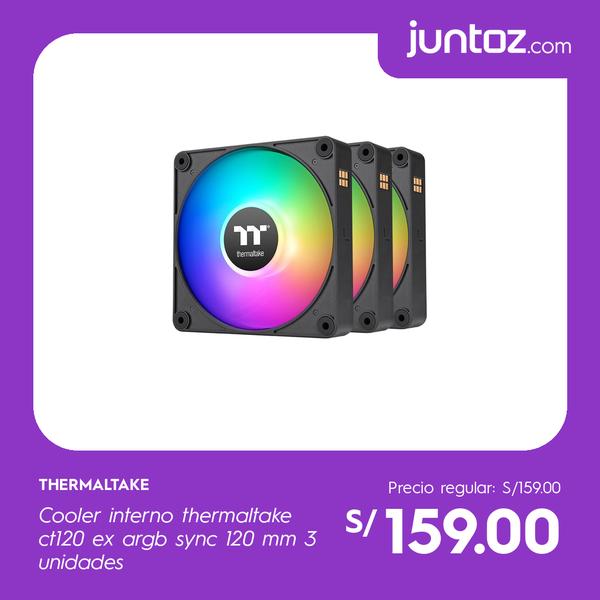 juntoz.com
thermaltake
THERMALTAKE
Cooler interno thermaltake
ct120 ex argb sync 120 mm 3
unidades
Precio regular: S/159.00
S/159.00